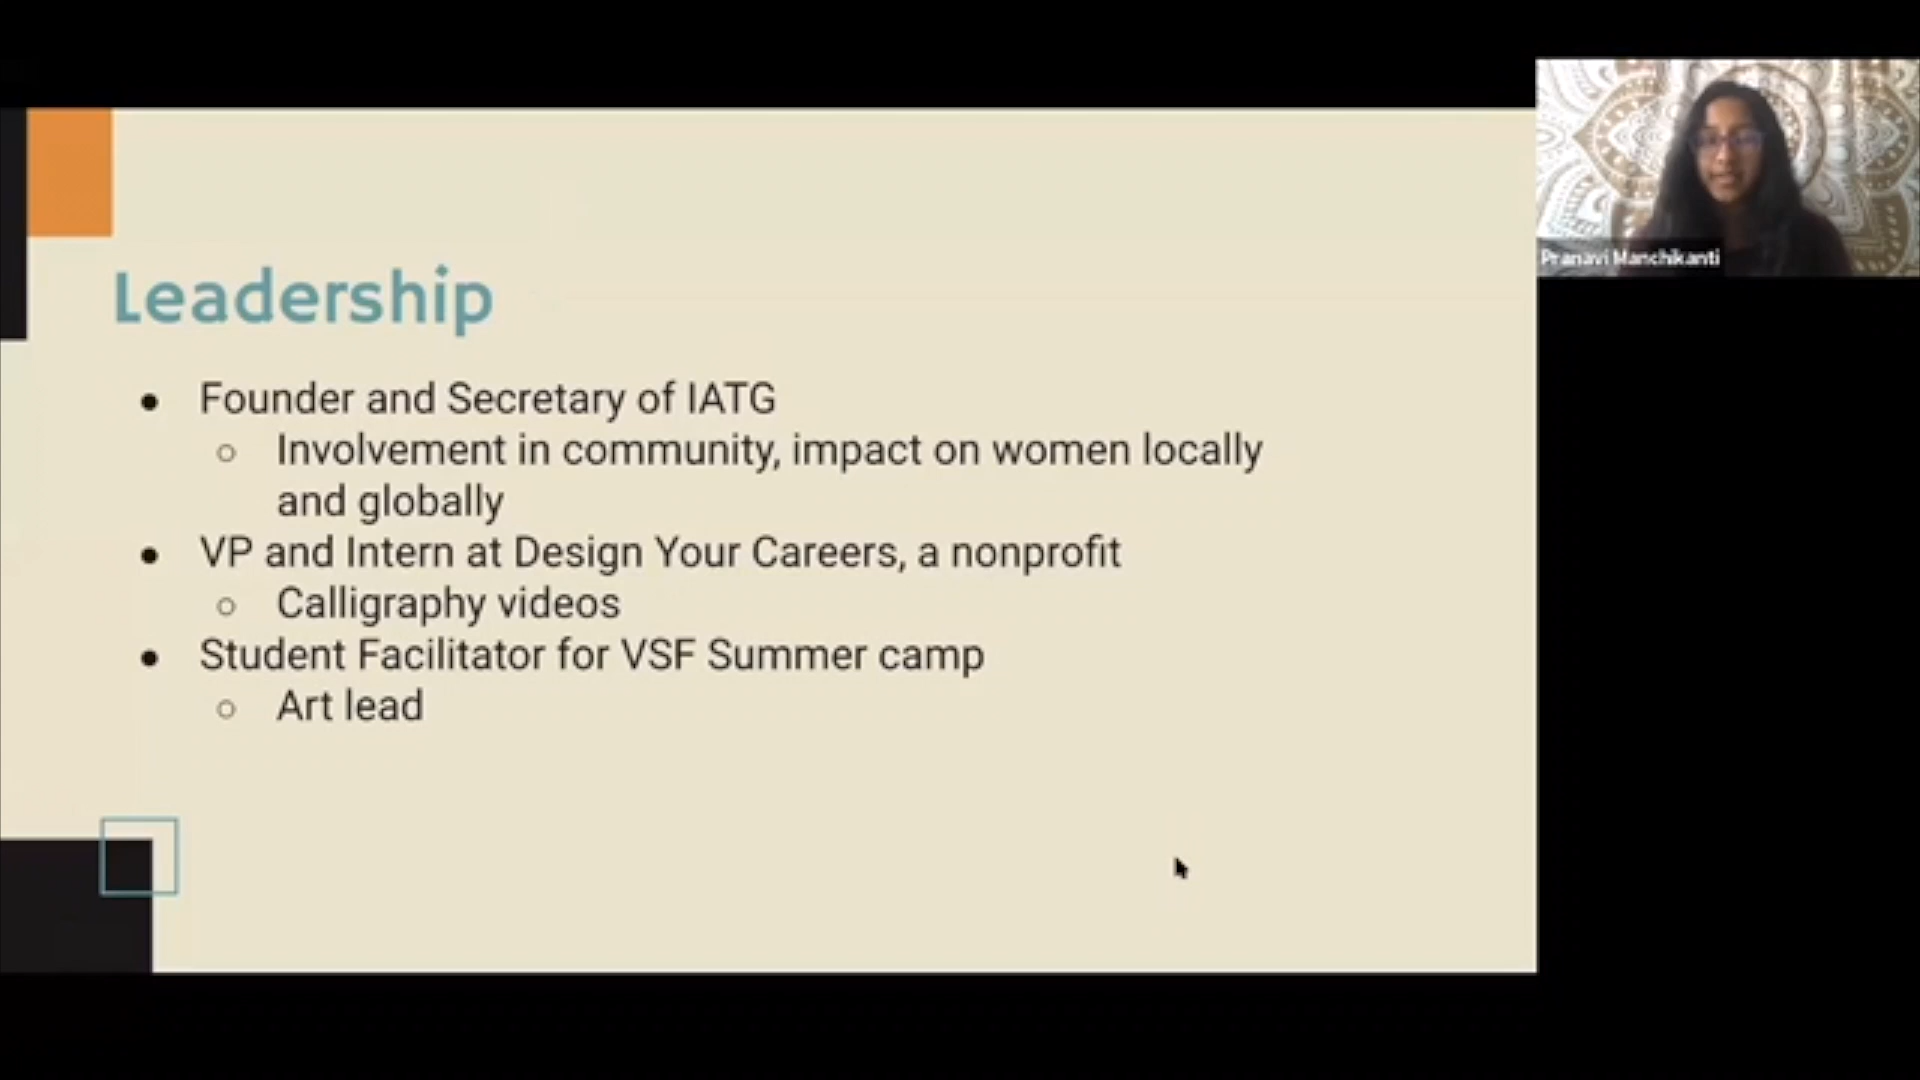 Leadership
● Founder and Secretary of IATG
○ Involvement in community, impact on women locally
and globally
● VP and Intern at Design Your Careers, a nonprofit
○ Calligraphy videos
● Student Facilitator for VSF Summer camp
○ Art lead
Pranavi Manchikanti